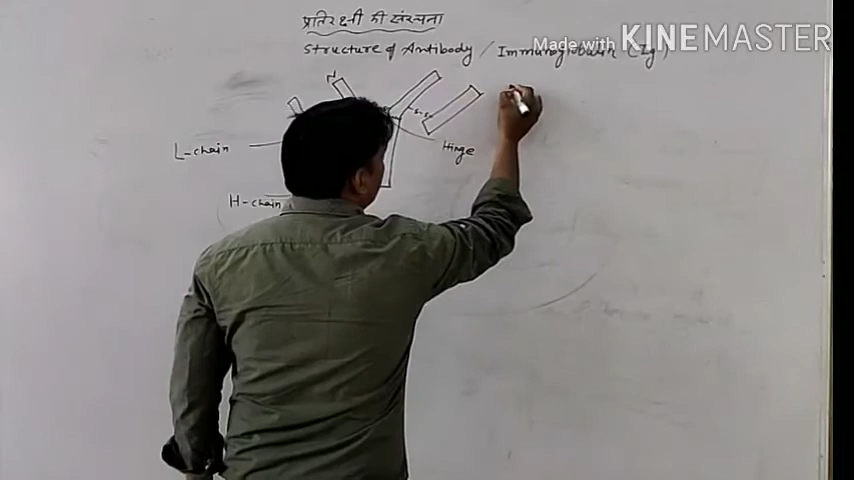 प्रतिरक्षी की संरचना
Structure of Antibody / Immunoglobulin (Ig)
Made with KINEMASTER
N
S-S
L-chain
Hinge
H-chain